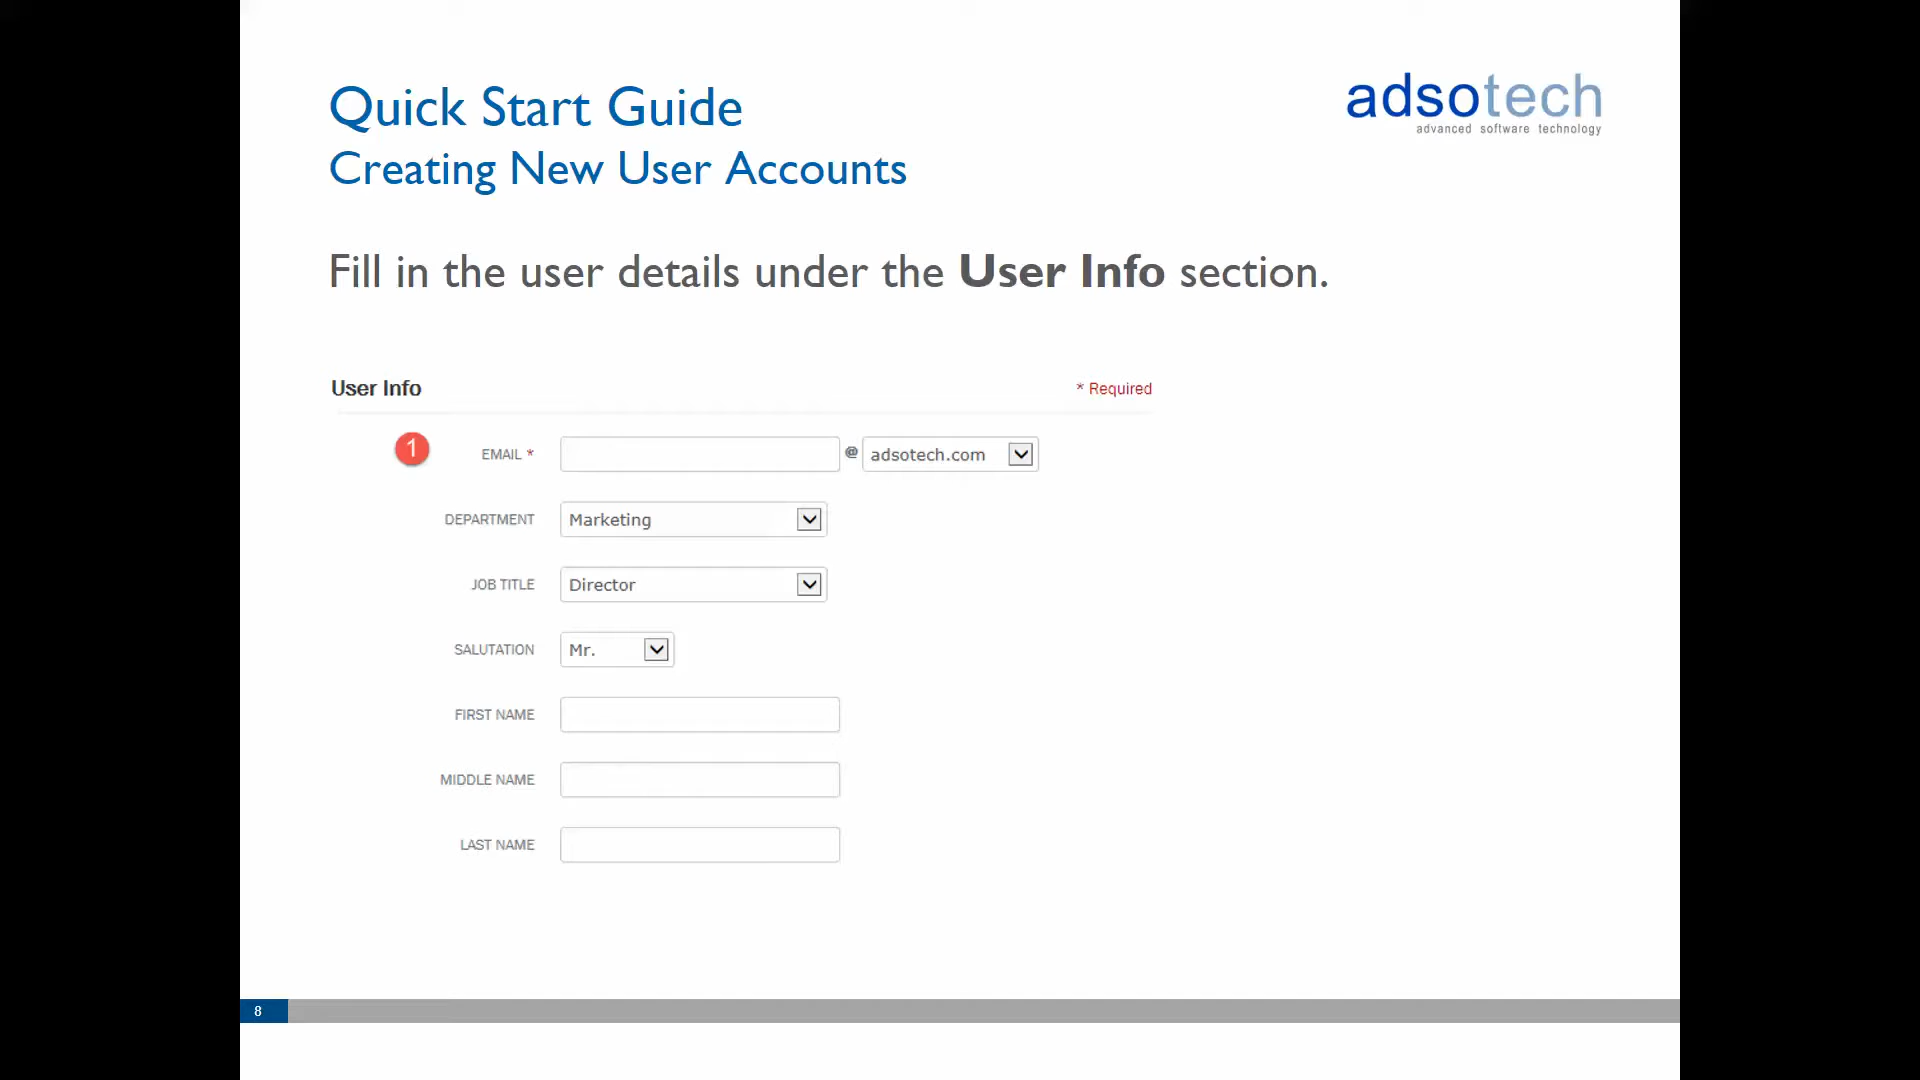 adsotech
advanced software technology
Quick Start Guide
Creating New User Accounts
Fill in the user details under the User Info section.
User Info * Required
1 EMAIL * @ adsotech.com
DEPARTMENT Marketing
JOB TITLE Director
SALUTATION Mr.
FIRST NAME
MIDDLE NAME
LAST NAME
8